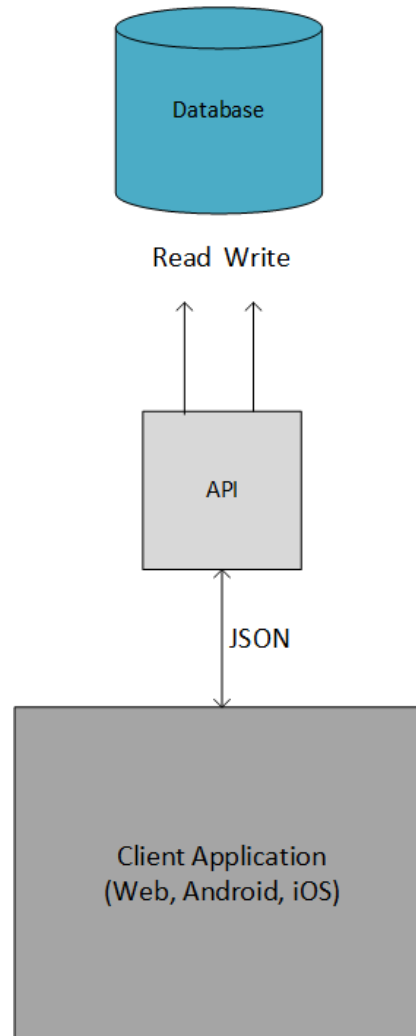 Database
Read Write
API
JSON
Client Application
(Web, Android, iOS)